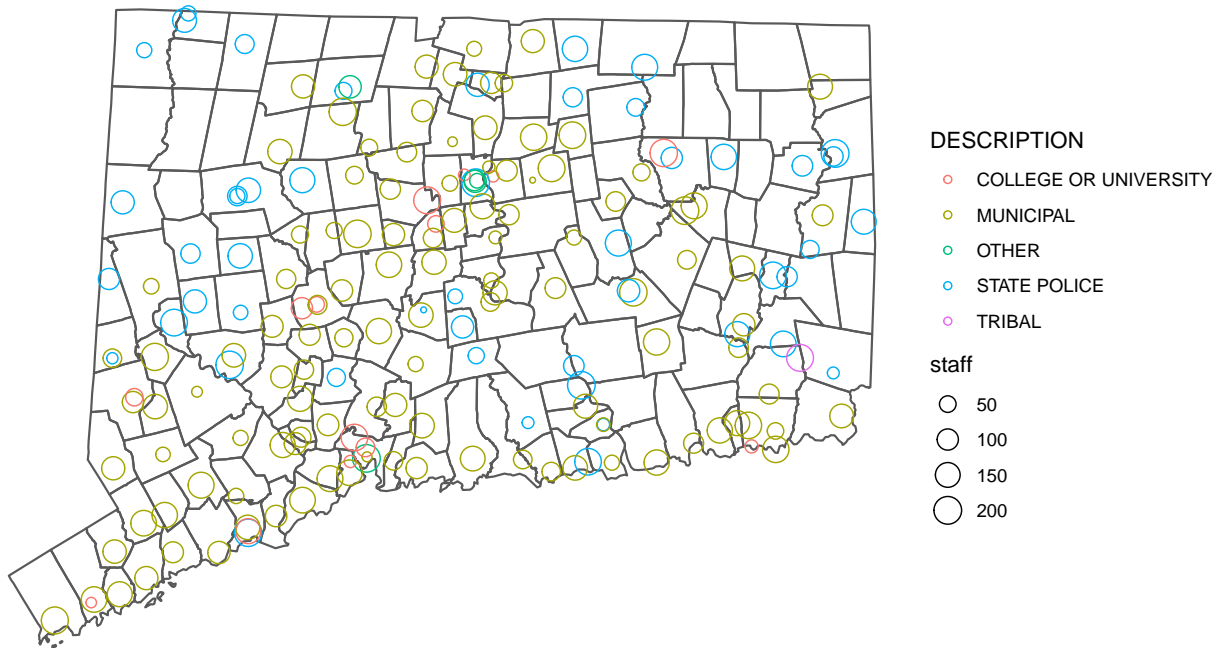 DESCRIPTION
COLLEGE OR UNIVERSITY
MUNICIPAL
OTHER
STATE POLICE
TRIBAL
staff
50
100
150
200